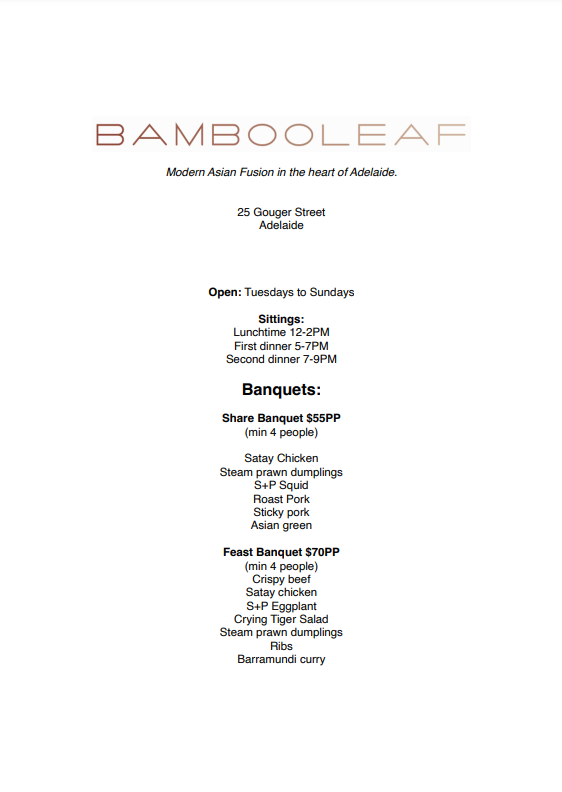 BAMBOOLEAF
Modern Asian Fusion in the heart of Adelaide.
25 Gouger Street
Adelaide
Open: Tuesdays to Sundays
Sittings:
Lunchtime 12-2PM
First dinner 5-7PM
Second dinner 7-9PM
Banquets:
Share Banquet $55PP
(min 4 people)
Satay Chicken
Steam prawn dumplings
S+P Squid
Roast Pork
Sticky pork
Asian green
Feast Banquet $70PP
(min 4 people)
Crispy beef
Satay chicken
S+P Eggplant
Crying Tiger Salad
Steam prawn dumplings
Ribs
Barramundi curry